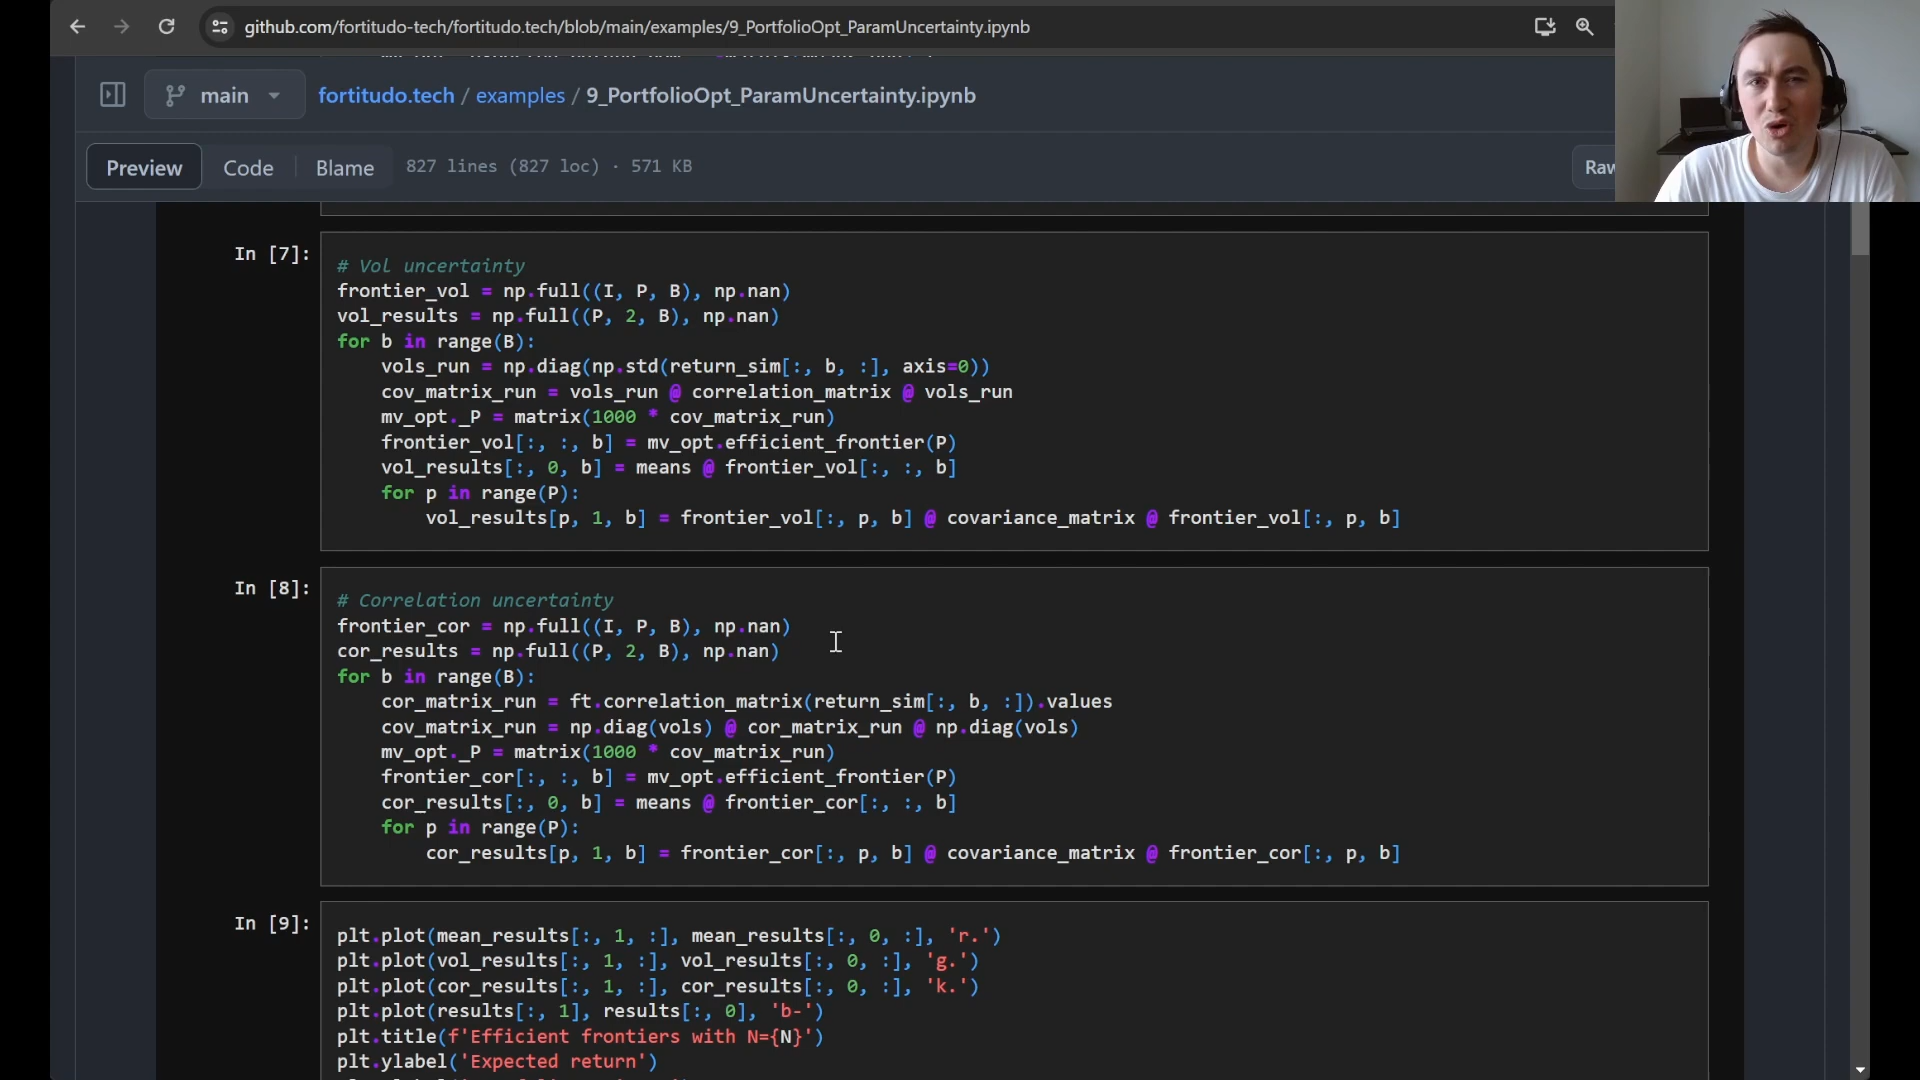 github.com/fortitudo-tech/fortitudo.tech/blob/main/examples/9_PortfolioOpt_ParamUncertainty.ipynb
main
fortitudo.tech / examples / 9_PortfolioOpt_ParamUncertainty.ipynb
Preview Code Blame 827 lines (827 loc) · 571 KB
Raw
In [7]:
# Vol uncertainty
frontier_vol = np.full((I, P, B), np.nan)
vol_results = np.full((P, 2, B), np.nan)
for b in range(B):
    vols_run = np.diag(np.std(return_sim[:, b, :], axis=0))
    cov_matrix_run = vols_run @ correlation_matrix @ vols_run
    mv_opt._P = matrix(1000 * cov_matrix_run)
    frontier_vol[:, :, b] = mv_opt.efficient_frontier(P)
    vol_results[:, 0, b] = means @ frontier_vol[:, :, b]
    for p in range(P):
        vol_results[p, 1, b] = frontier_vol[:, p, b] @ covariance_matrix @ frontier_vol[:, p, b]
In [8]:
# Correlation uncertainty
frontier_cor = np.full((I, P, B), np.nan)
cor_results = np.full((P, 2, B), np.nan)
for b in range(B):
    cor_matrix_run = ft.correlation_matrix(return_sim[:, b, :]).values
    cov_matrix_run = np.diag(vols) @ cor_matrix_run @ np.diag(vols)
    mv_opt._P = matrix(1000 * cov_matrix_run)
    frontier_cor[:, :, b] = mv_opt.efficient_frontier(P)
    cor_results[:, 0, b] = means @ frontier_cor[:, :, b]
    for p in range(P):
        cor_results[p, 1, b] = frontier_cor[:, p, b] @ covariance_matrix @ frontier_cor[:, p, b]
In [9]:
plt.plot(mean_results[:, 1, :], mean_results[:, 0, :], 'r.')
plt.plot(vol_results[:, 1, :], vol_results[:, 0, :], 'g.')
plt.plot(cor_results[:, 1, :], cor_results[:, 0, :], 'k.')
plt.plot(results[:, 1], results[:, 0], 'b-')
plt.title(f'Efficient frontiers with N={N}')
plt.ylabel('Expected return')